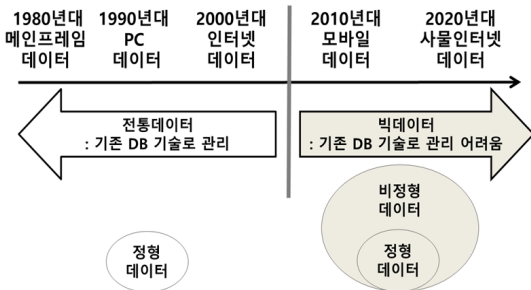 1980년대 1990년대 2000년대 2010년대 2020년대
메인프레임 PC 인터넷 모바일 사물인터넷
데이터 데이터 데이터 데이터 데이터
전통데이터
: 기존 DB 기술로 관리
빅데이터
: 기존 DB 기술로 관리 어려움
비정형
데이터
정형
데이터
정형
데이터